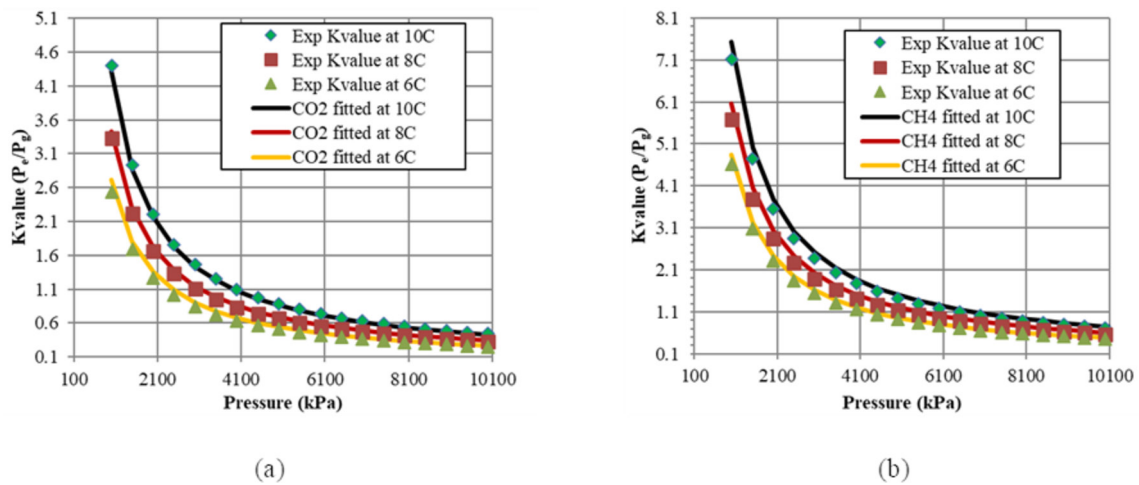 5.1
4.6
4.1
3.6
3.1
2.6
2.1
1.6
1.1
0.6
0.1
Kvalue (Pe/Pg)
Exp Kvalue at 10C
Exp Kvalue at 8C
Exp Kvalue at 6C
CO2 fitted at 10C
CO2 fitted at 8C
CO2 fitted at 6C
100 2100 4100 6100 8100 10100
Pressure (kPa)
(a)
8.1
7.1
6.1
5.1
4.1
3.1
2.1
1.1
0.1
Kvalue (Pe/Pg)
Exp Kvalue at 10C
Exp Kvalue at 8C
Exp Kvalue at 6C
CH4 fitted at 10C
CH4 fitted at 8C
CH4 fitted at 6C
100 2100 4100 6100 8100 10100
Pressure (kPa)
(b)